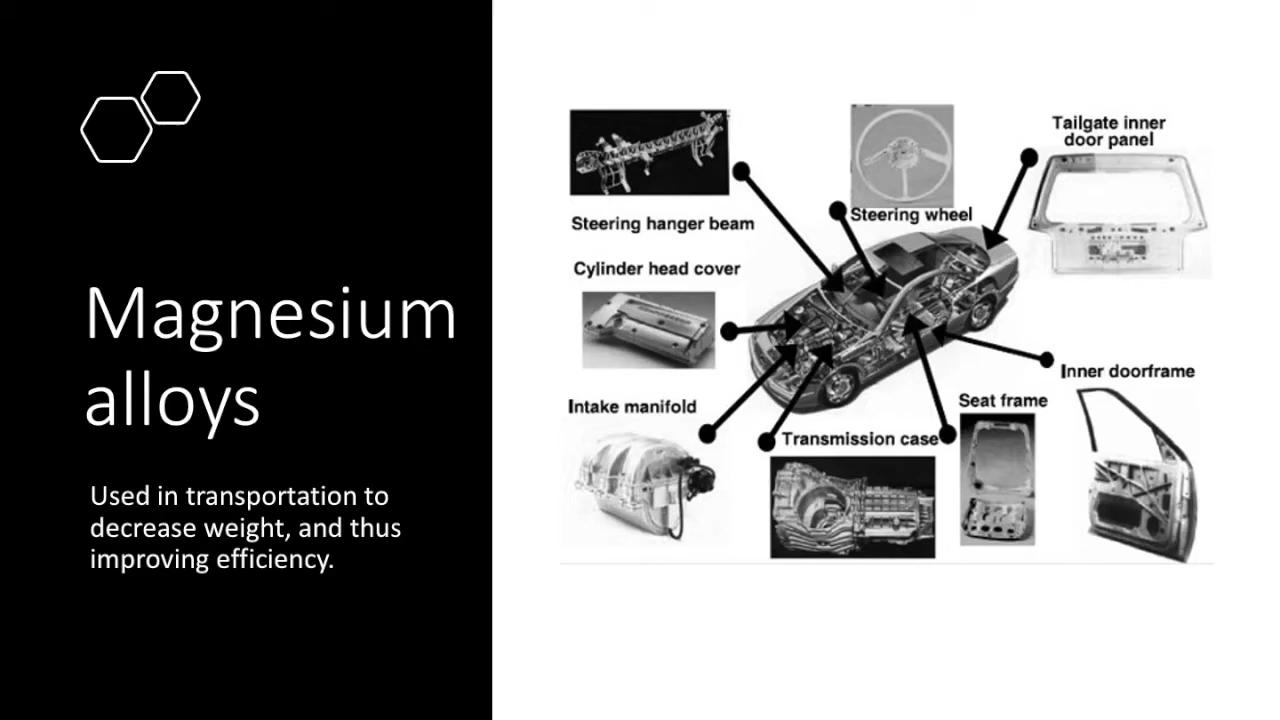 Magnesium
alloys
Used in transportation to
decrease weight, and thus
improving efficiency.
Steering hanger beam
Steering wheel
Tailgate inner
door panel
Cylinder head cover
Inner doorframe
Intake manifold
Transmission case
Seat frame